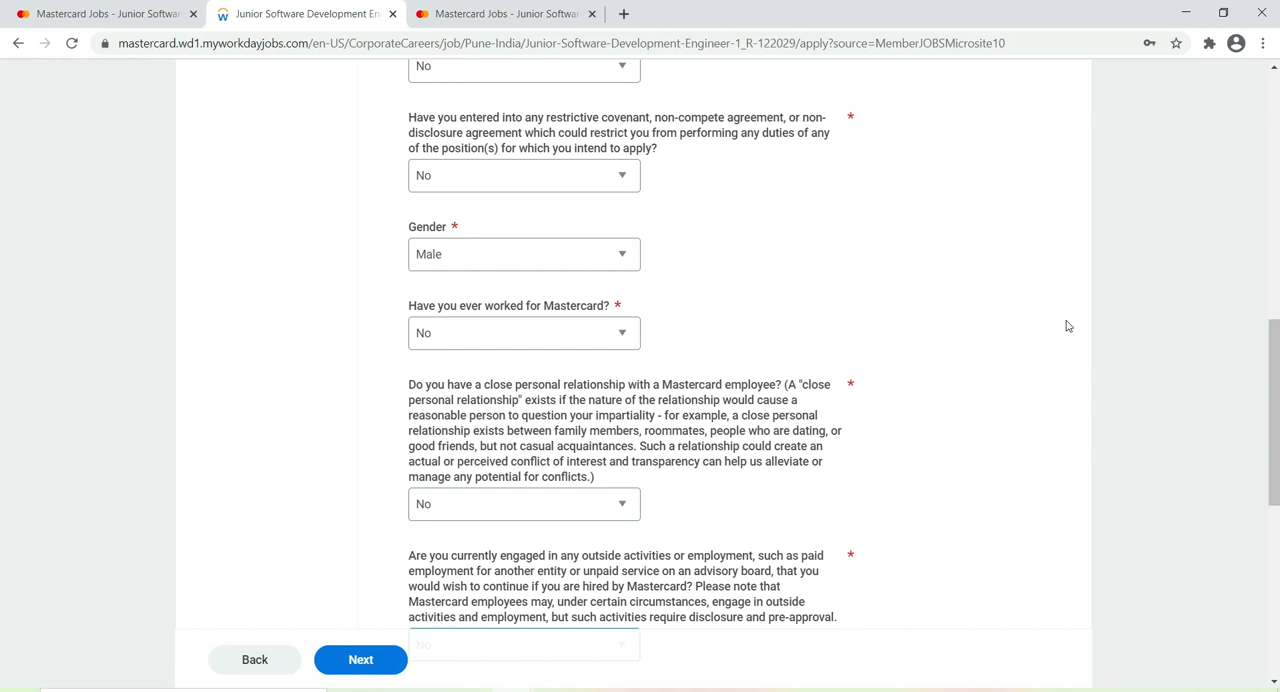 Mastercard Jobs - Junior Softwar
Junior Software Development En
Mastercard Jobs - Junior Softwar
mastercard.wd1.myworkdayjobs.com/en-US/CorporateCareers/job/Pune-India/Junior-Software-Development-Engineer-1_R-122029/apply?source=MemberJOBSMicrosite10
No
Have you entered into any restrictive covenant, non-compete agreement, or non- *
disclosure agreement which could restrict you from performing any duties of any
of the position(s) for which you intend to apply?
No
Gender *
Male
Have you ever worked for Mastercard? *
No
Do you have a close personal relationship with a Mastercard employee? (A "close *
personal relationship" exists if the nature of the relationship would cause a
reasonable person to question your impartiality - for example, a close personal
relationship exists between family members, roommates, people who are dating, or
good friends, but not casual acquaintances. Such a relationship could create an
actual or perceived conflict of interest and transparency can help us alleviate or
manage any potential for conflicts.)
No
Are you currently engaged in any outside activities or employment, such as paid *
employment for another entity or unpaid service on an advisory board, that you
would wish to continue if you are hired by Mastercard? Please note that
Mastercard employees may, under certain circumstances, engage in outside
activities and employment, but such activities require disclosure and pre-approval.
No
Back
Next